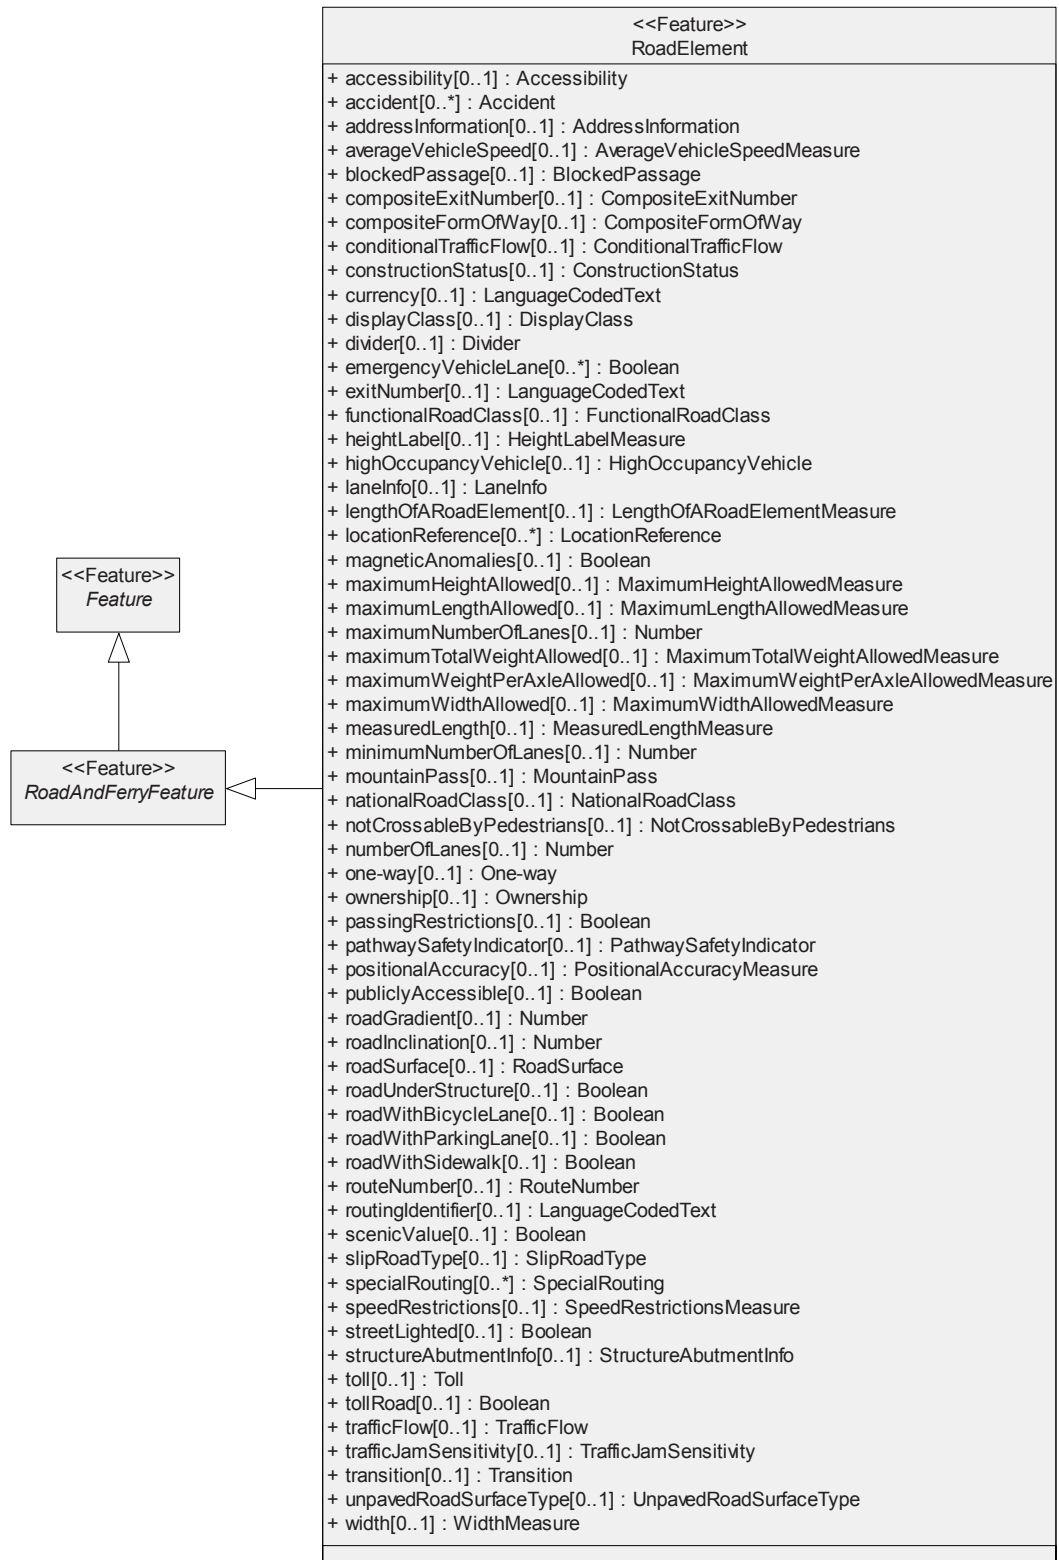 <<Feature>>
RoadElement
+ accessibility[0..1] : Accessibility
+ accident[0..*] : Accident
+ addressInformation[0..1] : AddressInformation
+ averageVehicleSpeed[0..1] : AverageVehicleSpeedMeasure
+ blockedPassage[0..1] : BlockedPassage
+ compositeExitNumber[0..1] : CompositeExitNumber
+ compositeFormOfWay[0..1] : CompositeFormOfWay
+ conditionalTrafficFlow[0..1] : ConditionalTrafficFlow
+ constructionStatus[0..1] : ConstructionStatus
+ currency[0..1] : LanguageCodedText
+ displayClass[0..1] : DisplayClass
+ divider[0..1] : Divider
+ emergencyVehicleLane[0..*] : Boolean
+ exitNumber[0..1] : LanguageCodedText
+ functionalRoadClass[0..1] : FunctionalRoadClass
+ heightLabel[0..1] : HeightLabelMeasure
+ highOccupancyVehicle[0..1] : HighOccupancyVehicle
+ laneInfo[0..1] : LaneInfo
+ lengthOfARoadElement[0..1] : LengthOfARoadElementMeasure
+ locationReference[0..*] : LocationReference
+ magneticAnomalies[0..1] : Boolean
+ maximumHeightAllowed[0..1] : MaximumHeightAllowedMeasure
+ maximumLengthAllowed[0..1] : MaximumLengthAllowedMeasure
+ maximumNumberOfLanes[0..1] : Number
+ maximumTotalWeightAllowed[0..1] : MaximumTotalWeightAllowedMeasure
+ maximumWeightPerAxleAllowed[0..1] : MaximumWeightPerAxleAllowedMeasure
+ maximumWidthAllowed[0..1] : MaximumWidthAllowedMeasure
+ measuredLength[0..1] : MeasuredLengthMeasure
+ minimumNumberOfLanes[0..1] : Number
+ mountainPass[0..1] : MountainPass
+ nationalRoadClass[0..1] : NationalRoadClass
+ notCrossableByPedestrians[0..1] : NotCrossableByPedestrians
+ numberOfLanes[0..1] : Number
+ one-way[0..1] : One-way
+ ownership[0..1] : Ownership
+ passingRestrictions[0..1] : Boolean
+ pathwaySafetyIndicator[0..1] : PathwaySafetyIndicator
+ positionalAccuracy[0..1] : PositionalAccuracyMeasure
+ publiclyAccessible[0..1] : Boolean
+ roadGradient[0..1] : Number
+ roadInclination[0..1] : Number
+ roadSurface[0..1] : RoadSurface
+ roadUnderStructure[0..1] : Boolean
+ roadWithBicycleLane[0..1] : Boolean
+ roadWithParkingLane[0..1] : Boolean
+ roadWithSidewalk[0..1] : Boolean
+ routeNumber[0..1] : RouteNumber
+ routingIdentifier[0..1] : LanguageCodedText
+ scenicValue[0..1] : Boolean
+ slipRoadType[0..1] : SlipRoadType
+ specialRouting[0..*] : SpecialRouting
+ speedRestrictions[0..1] : SpeedRestrictionsMeasure
+ streetLighted[0..1] : Boolean
+ structureAbutmentInfo[0..1] : StructureAbutmentInfo
+ toll[0..1] : Toll
+ tollRoad[0..1] : Boolean
+ trafficFlow[0..1] : TrafficFlow
+ trafficJamSensitivity[0..1] : TrafficJamSensitivity
+ transition[0..1] : Transition
+ unpavedRoadSurfaceType[0..1] : UnpavedRoadSurfaceType
+ width[0..1] : WidthMeasure
<<Feature>>
Feature
<<Feature>>
RoadAndFerryFeature